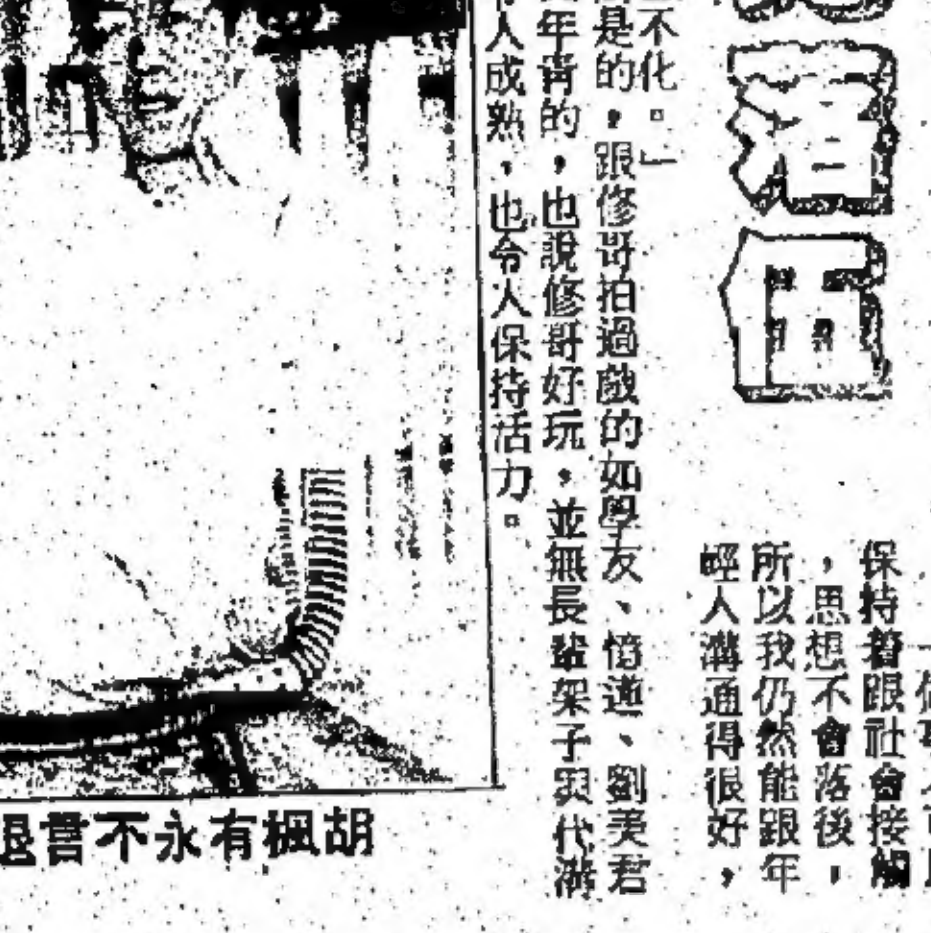 落伍
保持着跟社會接觸
，思想不會落後，
所以我仍然能跟年
輕人溝通得很好，
不化。」
是的，跟修哥拍過戲的如學友、憶蓮、劉美君
年青的，也說修哥好玩，並無長輩架子與代溝
人成熟，也令人保持活力。
胡楓有永不言退